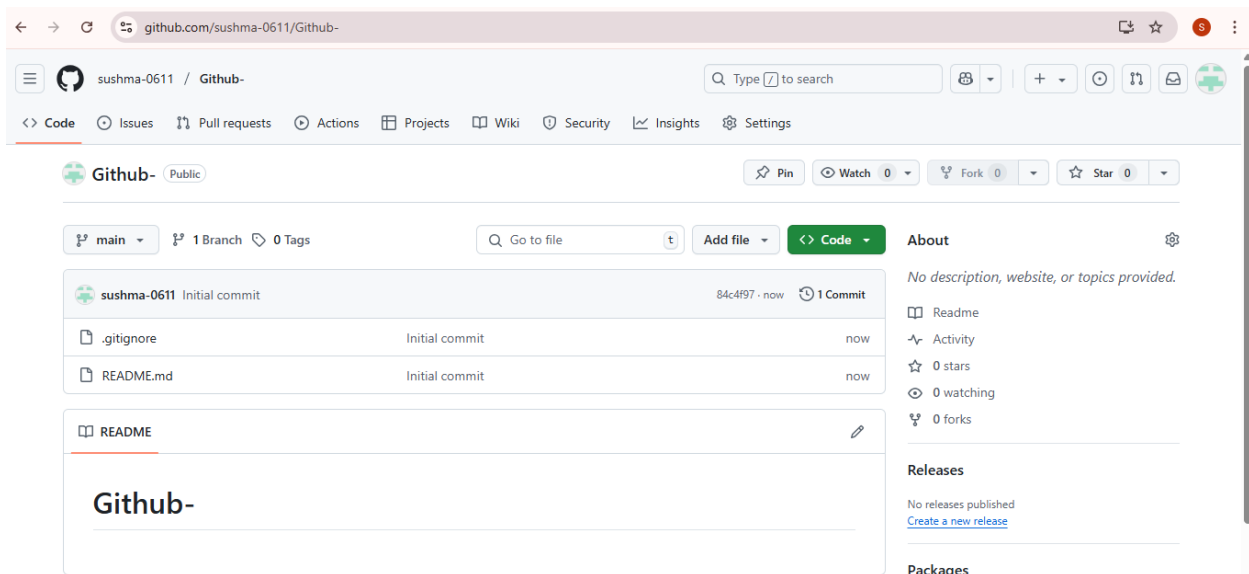 github.com/sushma-0611/Github-
S
sushma-0611 / Github-
Type / to search
Code Issues Pull requests Actions Projects Wiki Security Insights Settings
Github- Public
Pin Watch 0 Fork 0 Star 0
main 1 Branch 0 Tags
Go to file t Add file Code
About
No description, website, or topics provided.
sushma-0611 Initial commit 84c4f97 · now 1 Commit
Readme
.gitignore Initial commit now
Activity
0 stars
README.md Initial commit now
0 watching
0 forks
README
Releases
Github-
No releases published
Create a new release
Packages